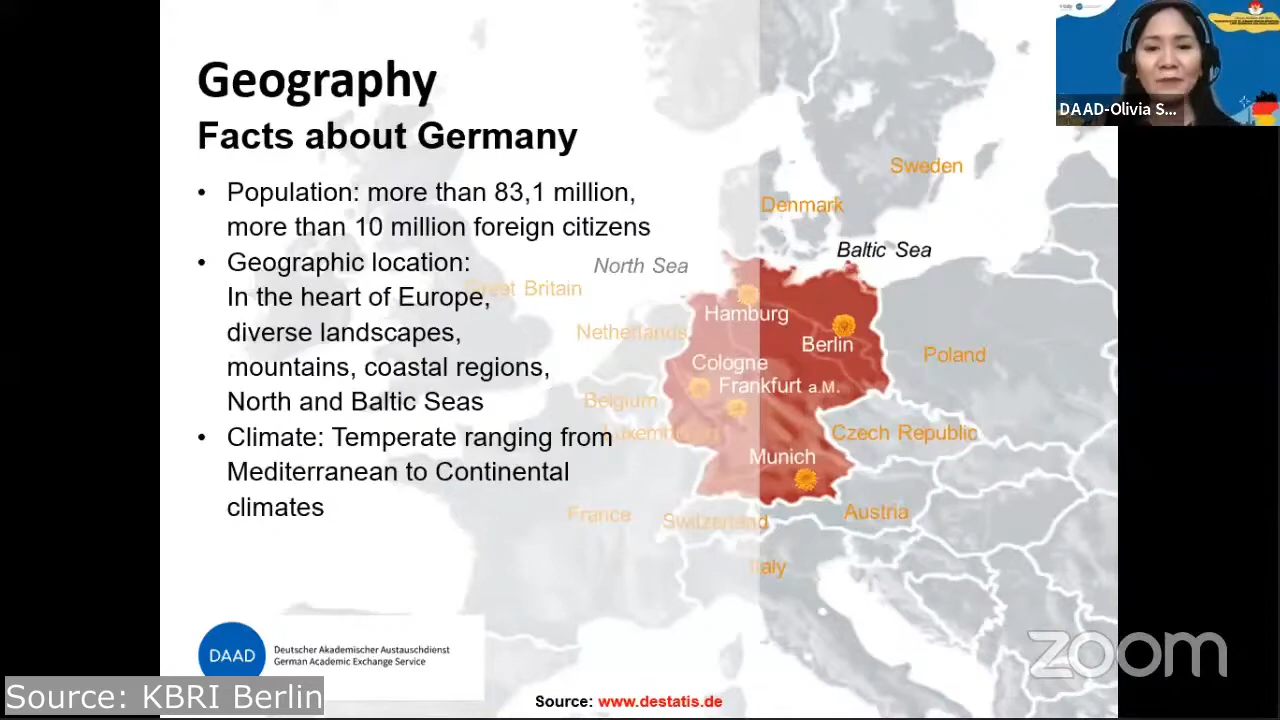 Geography
Facts about Germany
• Population: more than 83,1 million,
more than 10 million foreign citizens
• Geographic location:
In the heart of Europe,
diverse landscapes,
mountains, coastal regions,
North and Baltic Seas
• Climate: Temperate ranging from
Mediterranean to Continental
climates
Sweden
Denmark
Baltic Sea
North Sea
Great Britain
Hamburg
Netherlands
Berlin
Poland
Cologne
Frankfurt a.M.
Belgium
Luxemburg
Czech Republic
Munich
France
Switzerland
Austria
Italy
DAAD
Deutscher Akademischer Austauschdienst
German Academic Exchange Service
Source: www.destatis.de
Source: KBRI Berlin
zoom
DAAD-Olivia S...